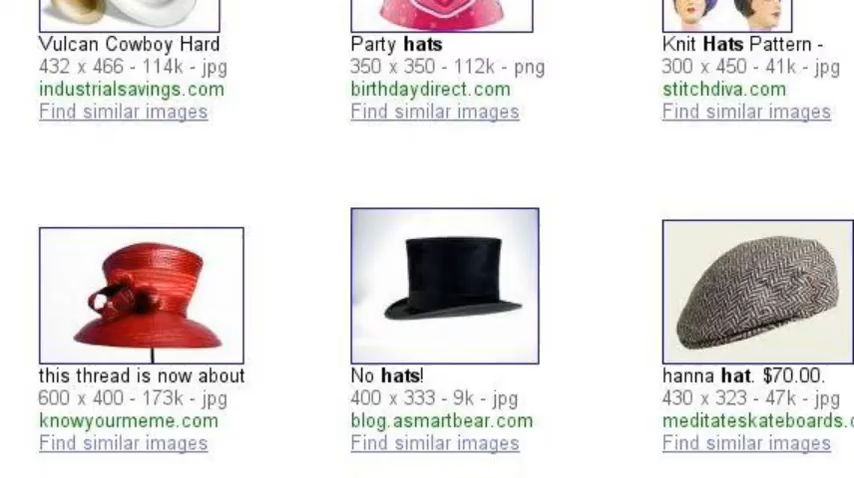 Vulcan Cowboy Hard
432 x 466 - 114k - jpg
industrialsavings.com
Find similar images
Party hats
350 x 350 - 112k - png
birthdaydirect.com
Find similar images
Knit Hats Pattern -
300 x 450 - 41k - jpg
stitchdiva.com
Find similar images
this thread is now about
600 x 400 - 173k - jpg
knowyourmeme.com
Find similar images
No hats!
400 x 333 - 9k - jpg
blog.asmartbear.com
Find similar images
hanna hat. $70.00.
430 x 323 - 47k - jpg
meditateskateboards.c
Find similar images